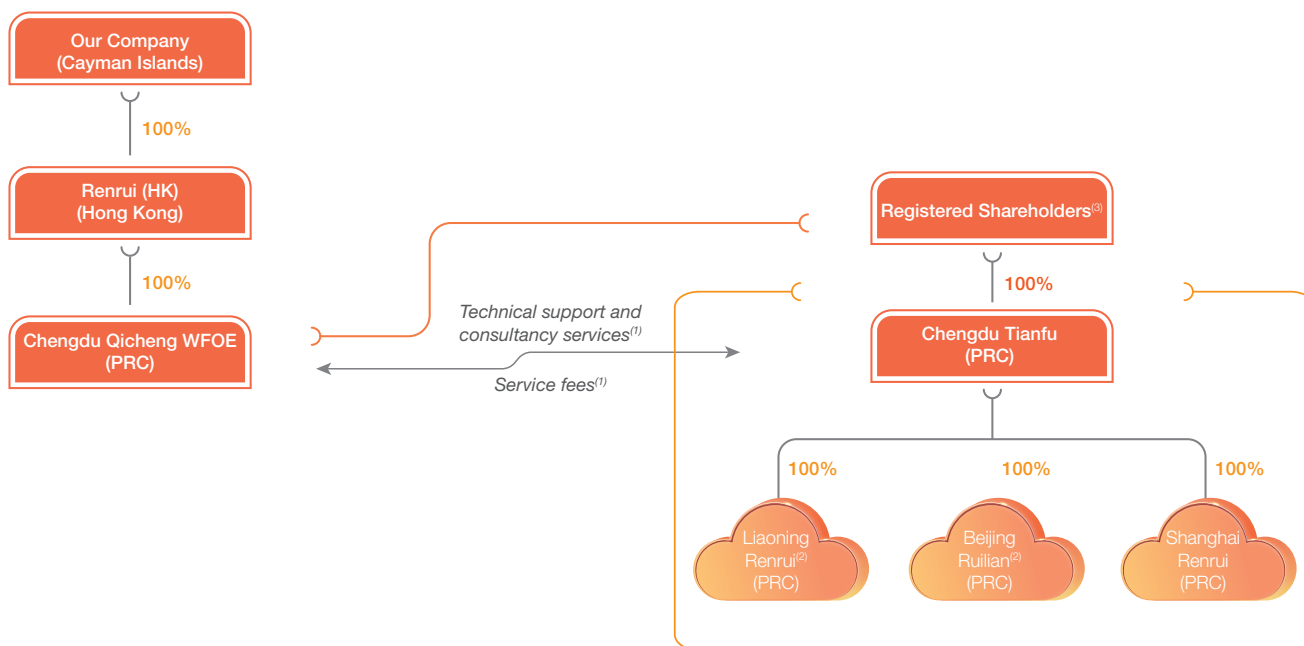 Our Company
(Cayman Islands)
100%
Renrui (HK)
(Hong Kong)
100%
Chengdu Qicheng WFOE
(PRC)
Technical support and
consultancy services(1)
Service fees(1)
Registered Shareholders(3)
100%
Chengdu Tianfu
(PRC)
100%
100%
100%
Liaoning
Renrui(2)
(PRC)
Beijing
Ruilian(2)
(PRC)
Shanghai
Renrui
(PRC)